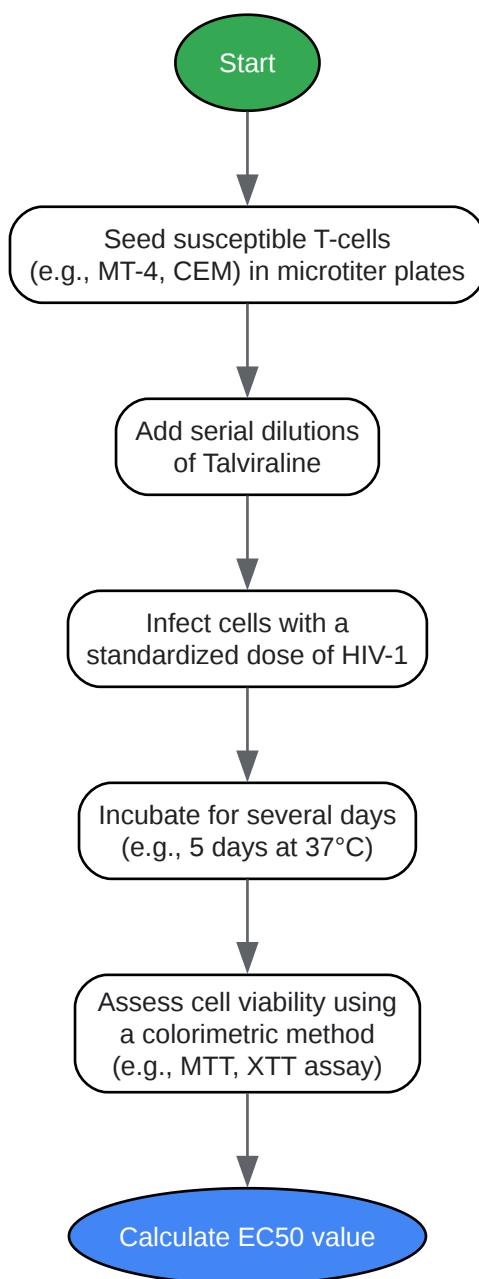 Start
Seed susceptible T-cells
(e.g., MT-4, CEM) in microtiter plates
Add serial dilutions
of Talviraline
Infect cells with a
standardized dose of HIV-1
Incubate for several days
(e.g., 5 days at 37°C)
Assess cell viability using
a colorimetric method
(e.g., MTT, XTT assay)
Calculate EC50 value